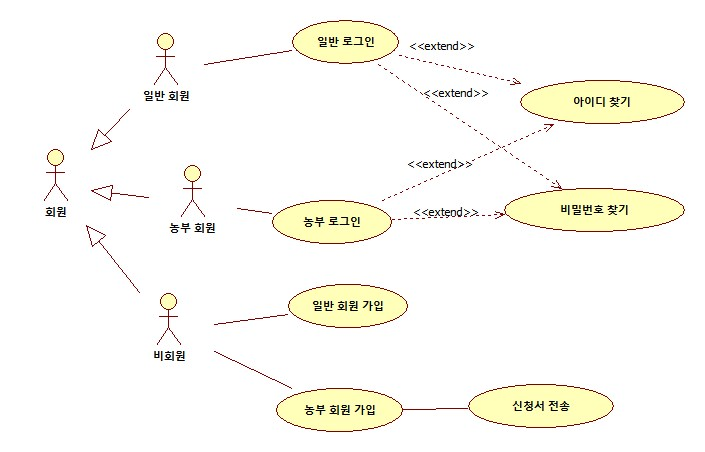 일반 로그인
<<extend>>
일반 회원
<<extend>>
아이디 찾기
<<extend>>
회원
농부 회원
농부 로그인
<<extend>>
비밀번호 찾기
일반 회원 가입
비회원
농부 회원 가입
신청서 전송